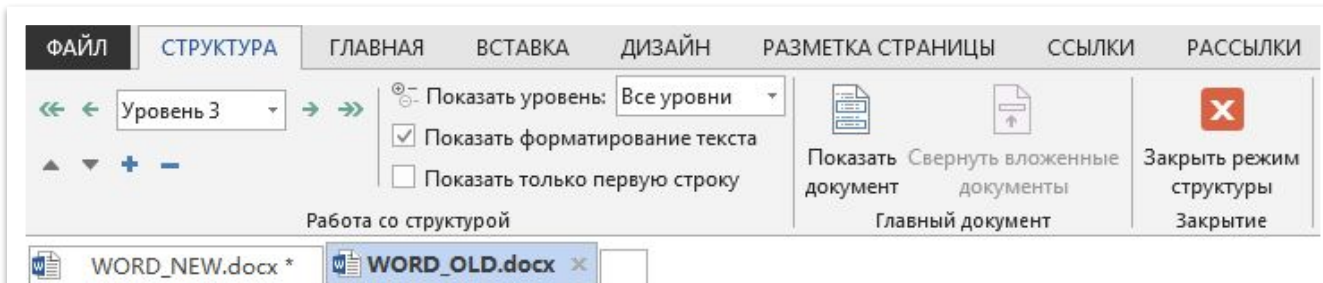 ФАЙЛ СТРУКТУРА ГЛАВНАЯ ВСТАВКА ДИЗАЙН РАЗМЕТКА СТРАНИЦЫ ССЫЛКИ РАССЫЛКИ
Уровень 3
Показать уровень: Все уровни
Показать форматирование текста
Показать только первую строку
Работа со структурой
Показать
документ
Свернуть вложенные
документы
Главный документ
Закрыть режим
структуры
Закрытие
WORD_NEW.docx * WORD_OLD.docx